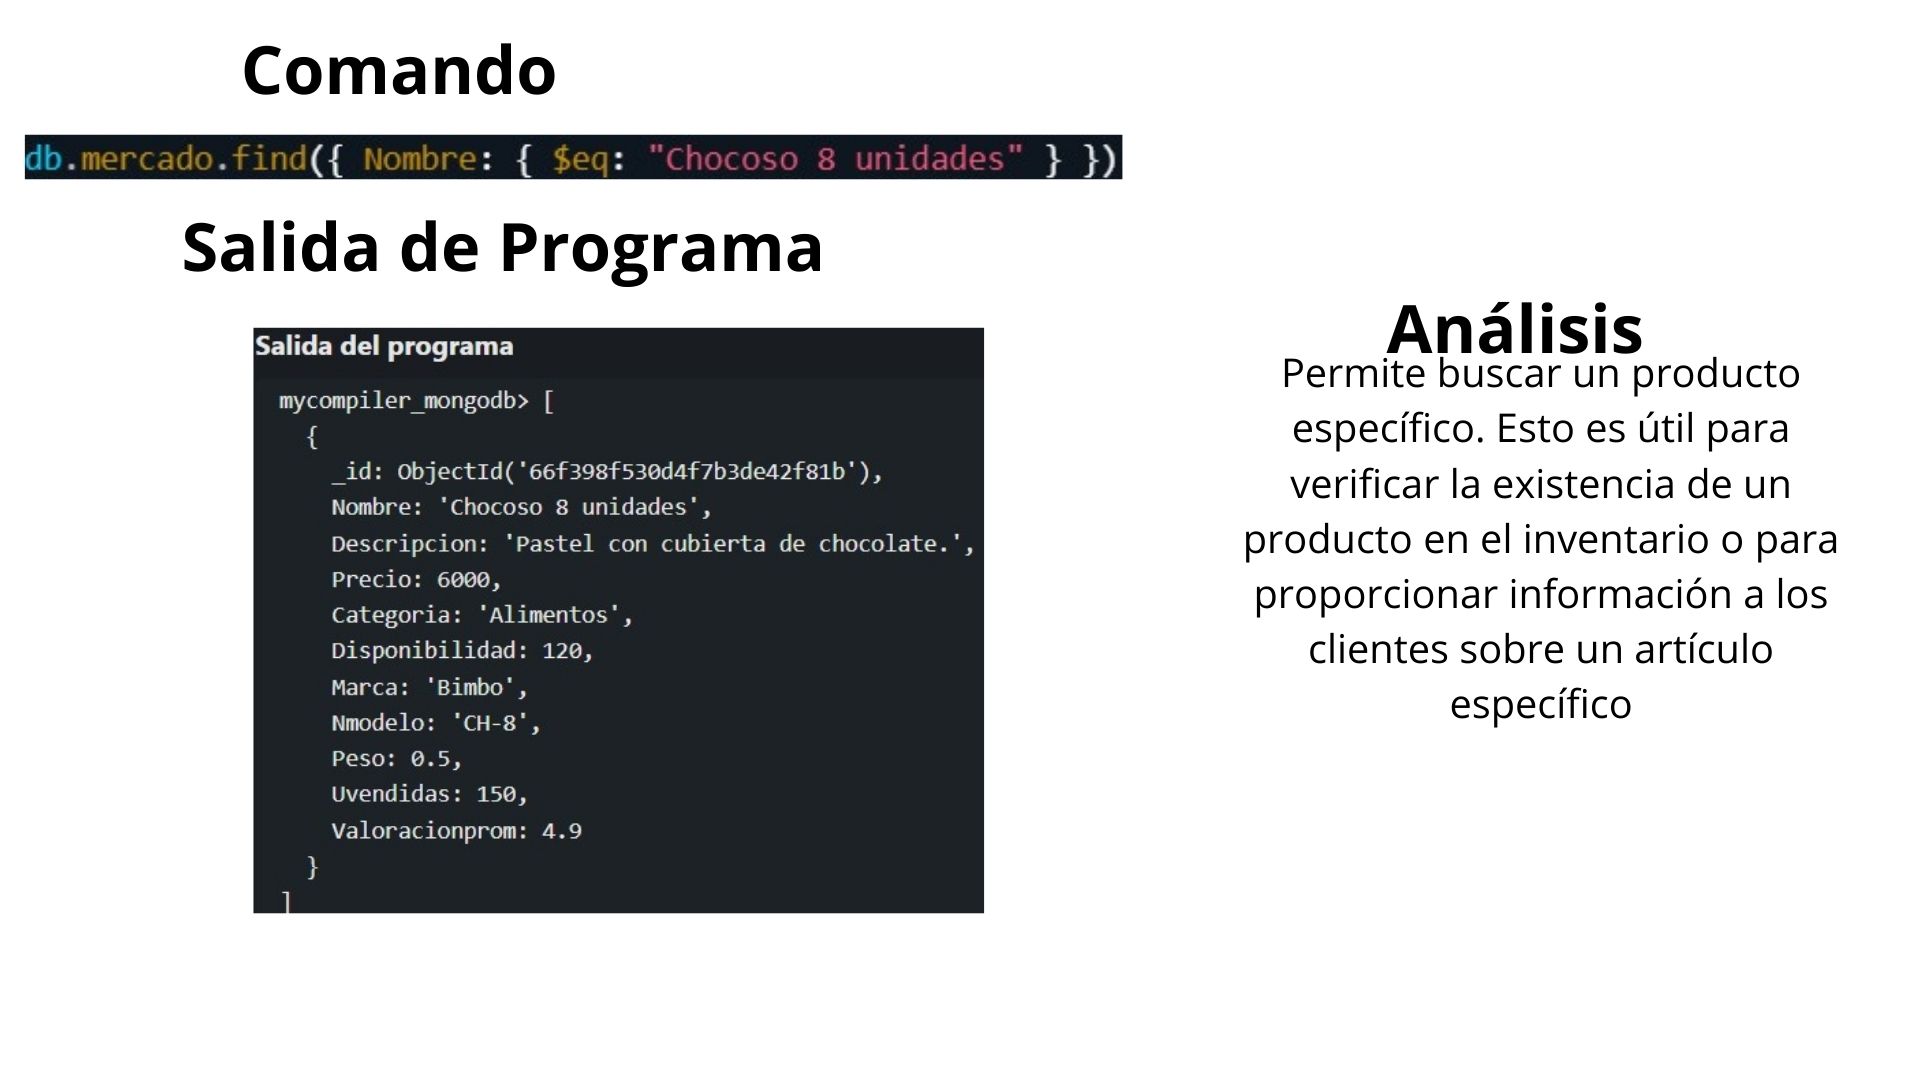 Comando
db.mercado.find({ Nombre: { $eq: "Chocoso 8 unidades" } })
Salida de Programa
Salida del programa
mycompiler_mongodb> [
{
_id: ObjectId('66f398f530d4f7b3de42f81b'),
Nombre: 'Chocoso 8 unidades',
Descripcion: 'Pastel con cubierta de chocolate.',
Precio: 6000,
Categoria: 'Alimentos',
Disponibilidad: 120,
Marca: 'Bimbo',
Nmodelo: 'CH-8',
Peso: 0.5,
Uvendidas: 150,
Valoracionprom: 4.9
}
]
Análisis
Permite buscar un producto
específico. Esto es útil para
verificar la existencia de un
producto en el inventario o para
proporcionar información a los
clientes sobre un artículo
específico